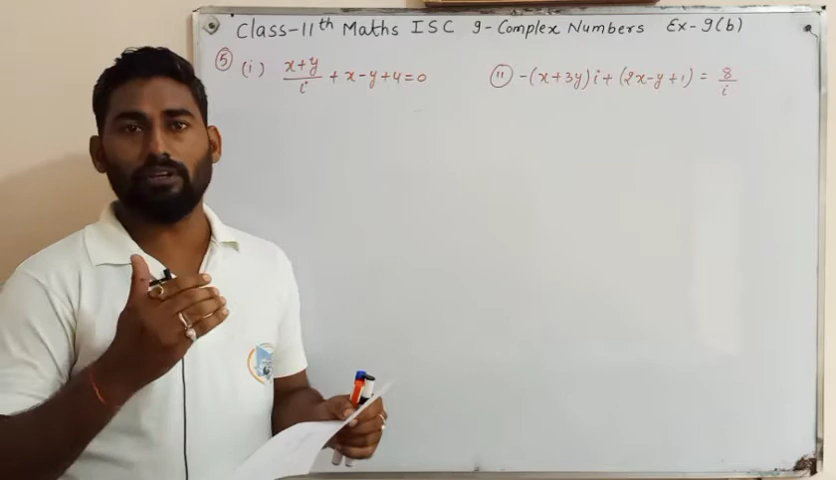 Class-11th Maths ISC 9-Complex Numbers Ex-9(b)
⑤ (i) (x+y)/i + x-y+4=0
(ii) -(x+3y)i+(2x-y+1) = 8/i